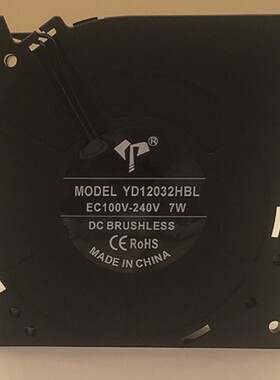 ®
MODEL YD12032HBL
EC100V-240V 7W
DC BRUSHLESS
CE RoHS
MADE IN CHINA